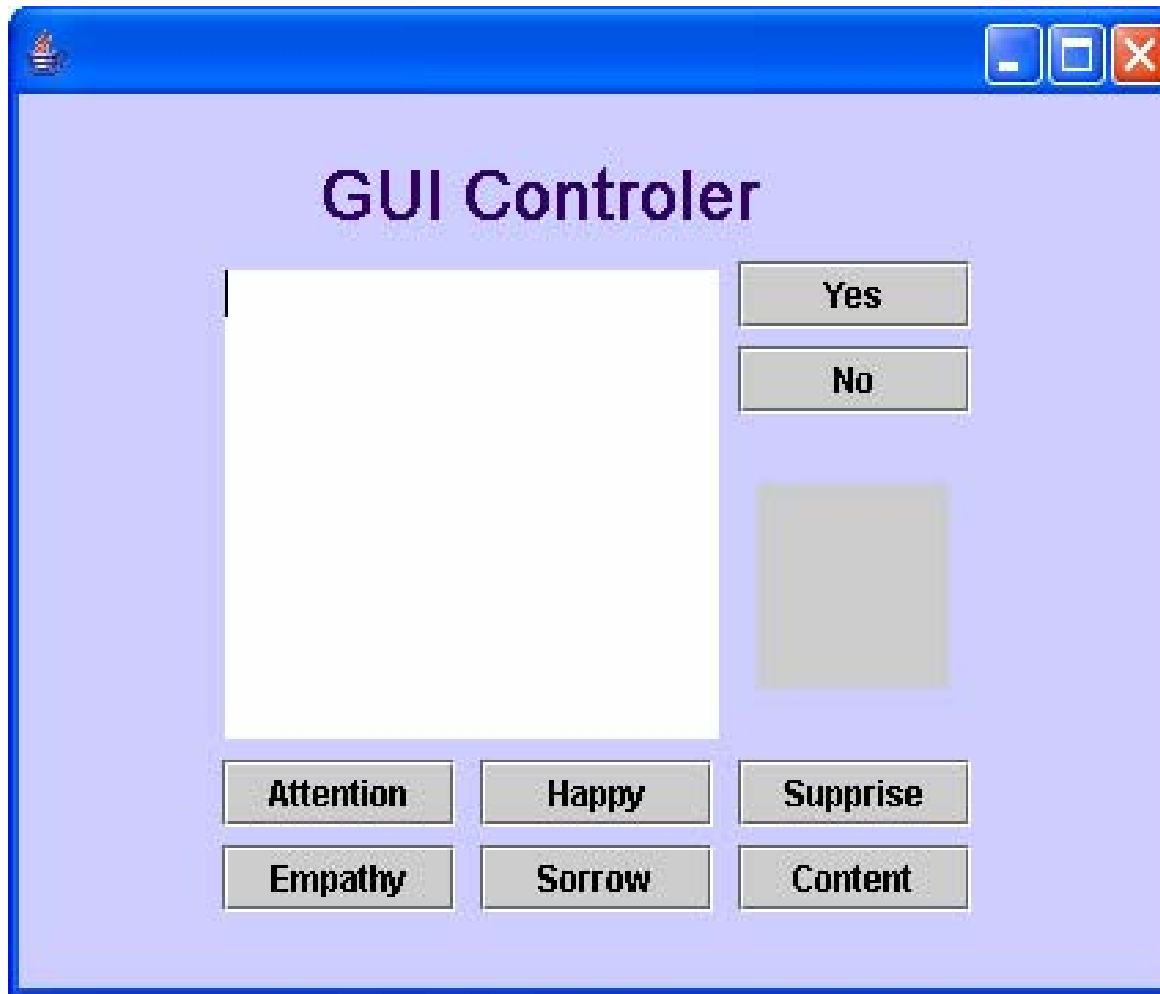 GUI Controler
Yes
No
Attention Happy Supprise
Empathy Sorrow Content